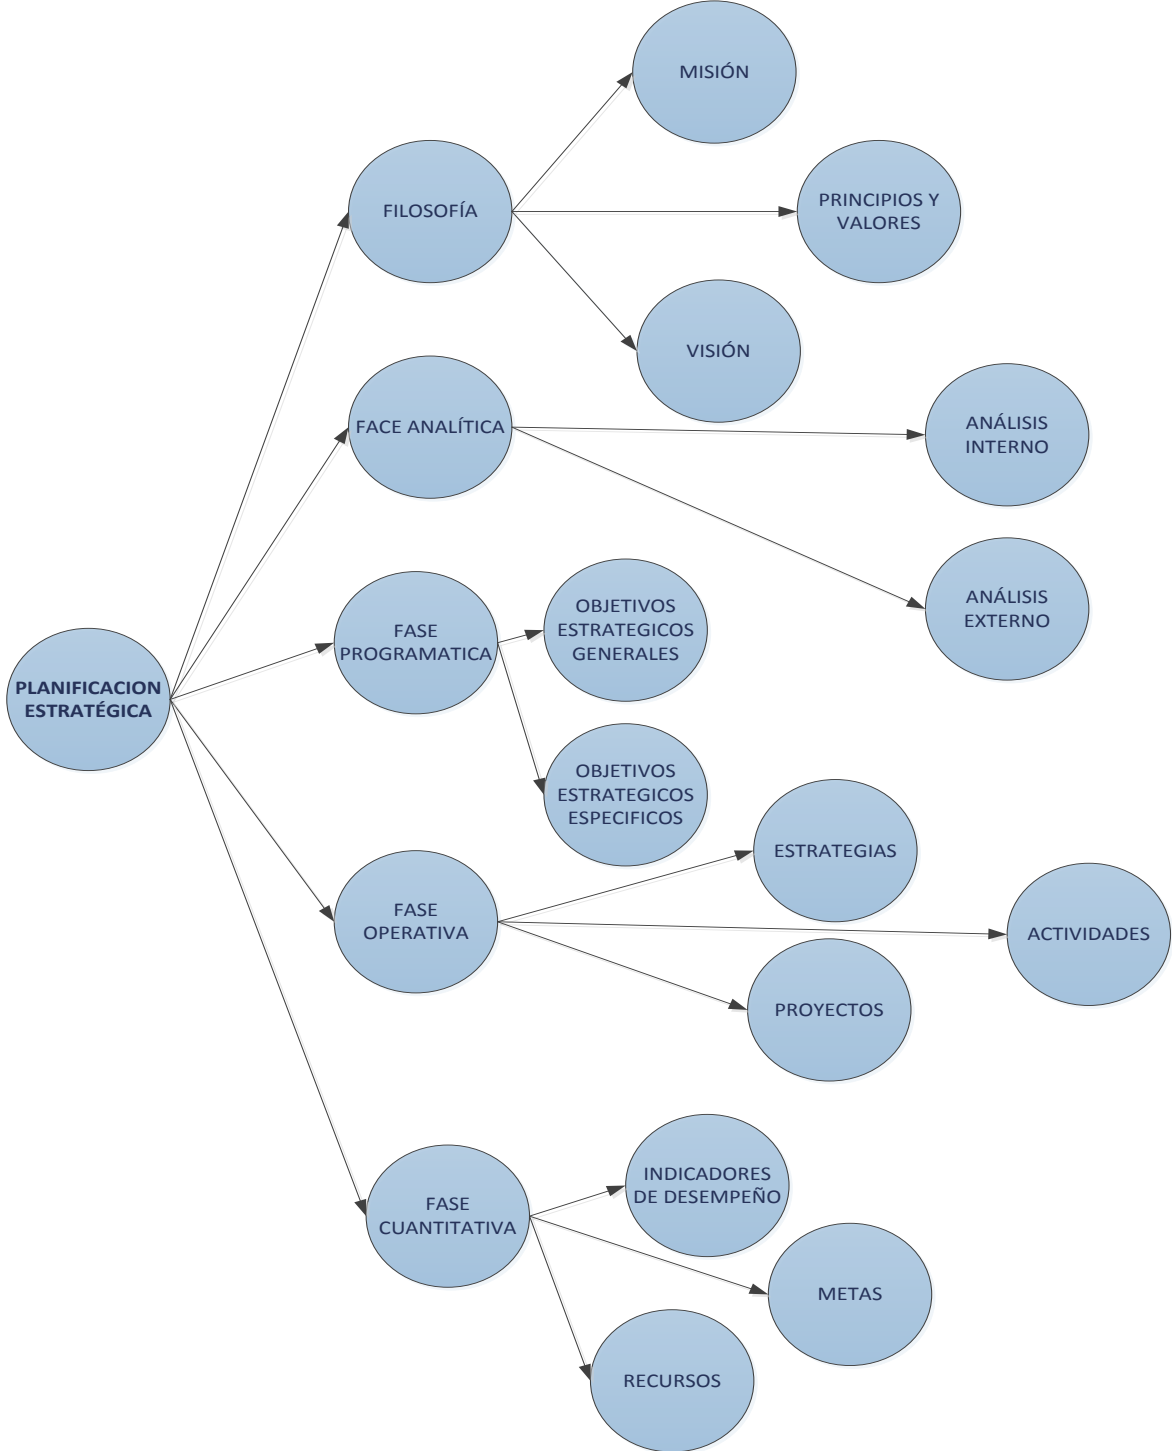 MISIÓN
FILOSOFÍA
PRINCIPIOS Y
VALORES
VISIÓN
FACE ANALÍTICA
ANÁLISIS
INTERNO
ANÁLISIS
EXTERNO
FASE
PROGRAMATICA
OBJETIVOS
ESTRATEGICOS
GENERALES
PLANIFICACION
ESTRATÉGICA
OBJETIVOS
ESTRATEGICOS
ESPECIFICOS
ESTRATEGIAS
FASE
OPERATIVA
ACTIVIDADES
PROYECTOS
INDICADORES
DE DESEMPEÑO
FASE
CUANTITATIVA
METAS
RECURSOS